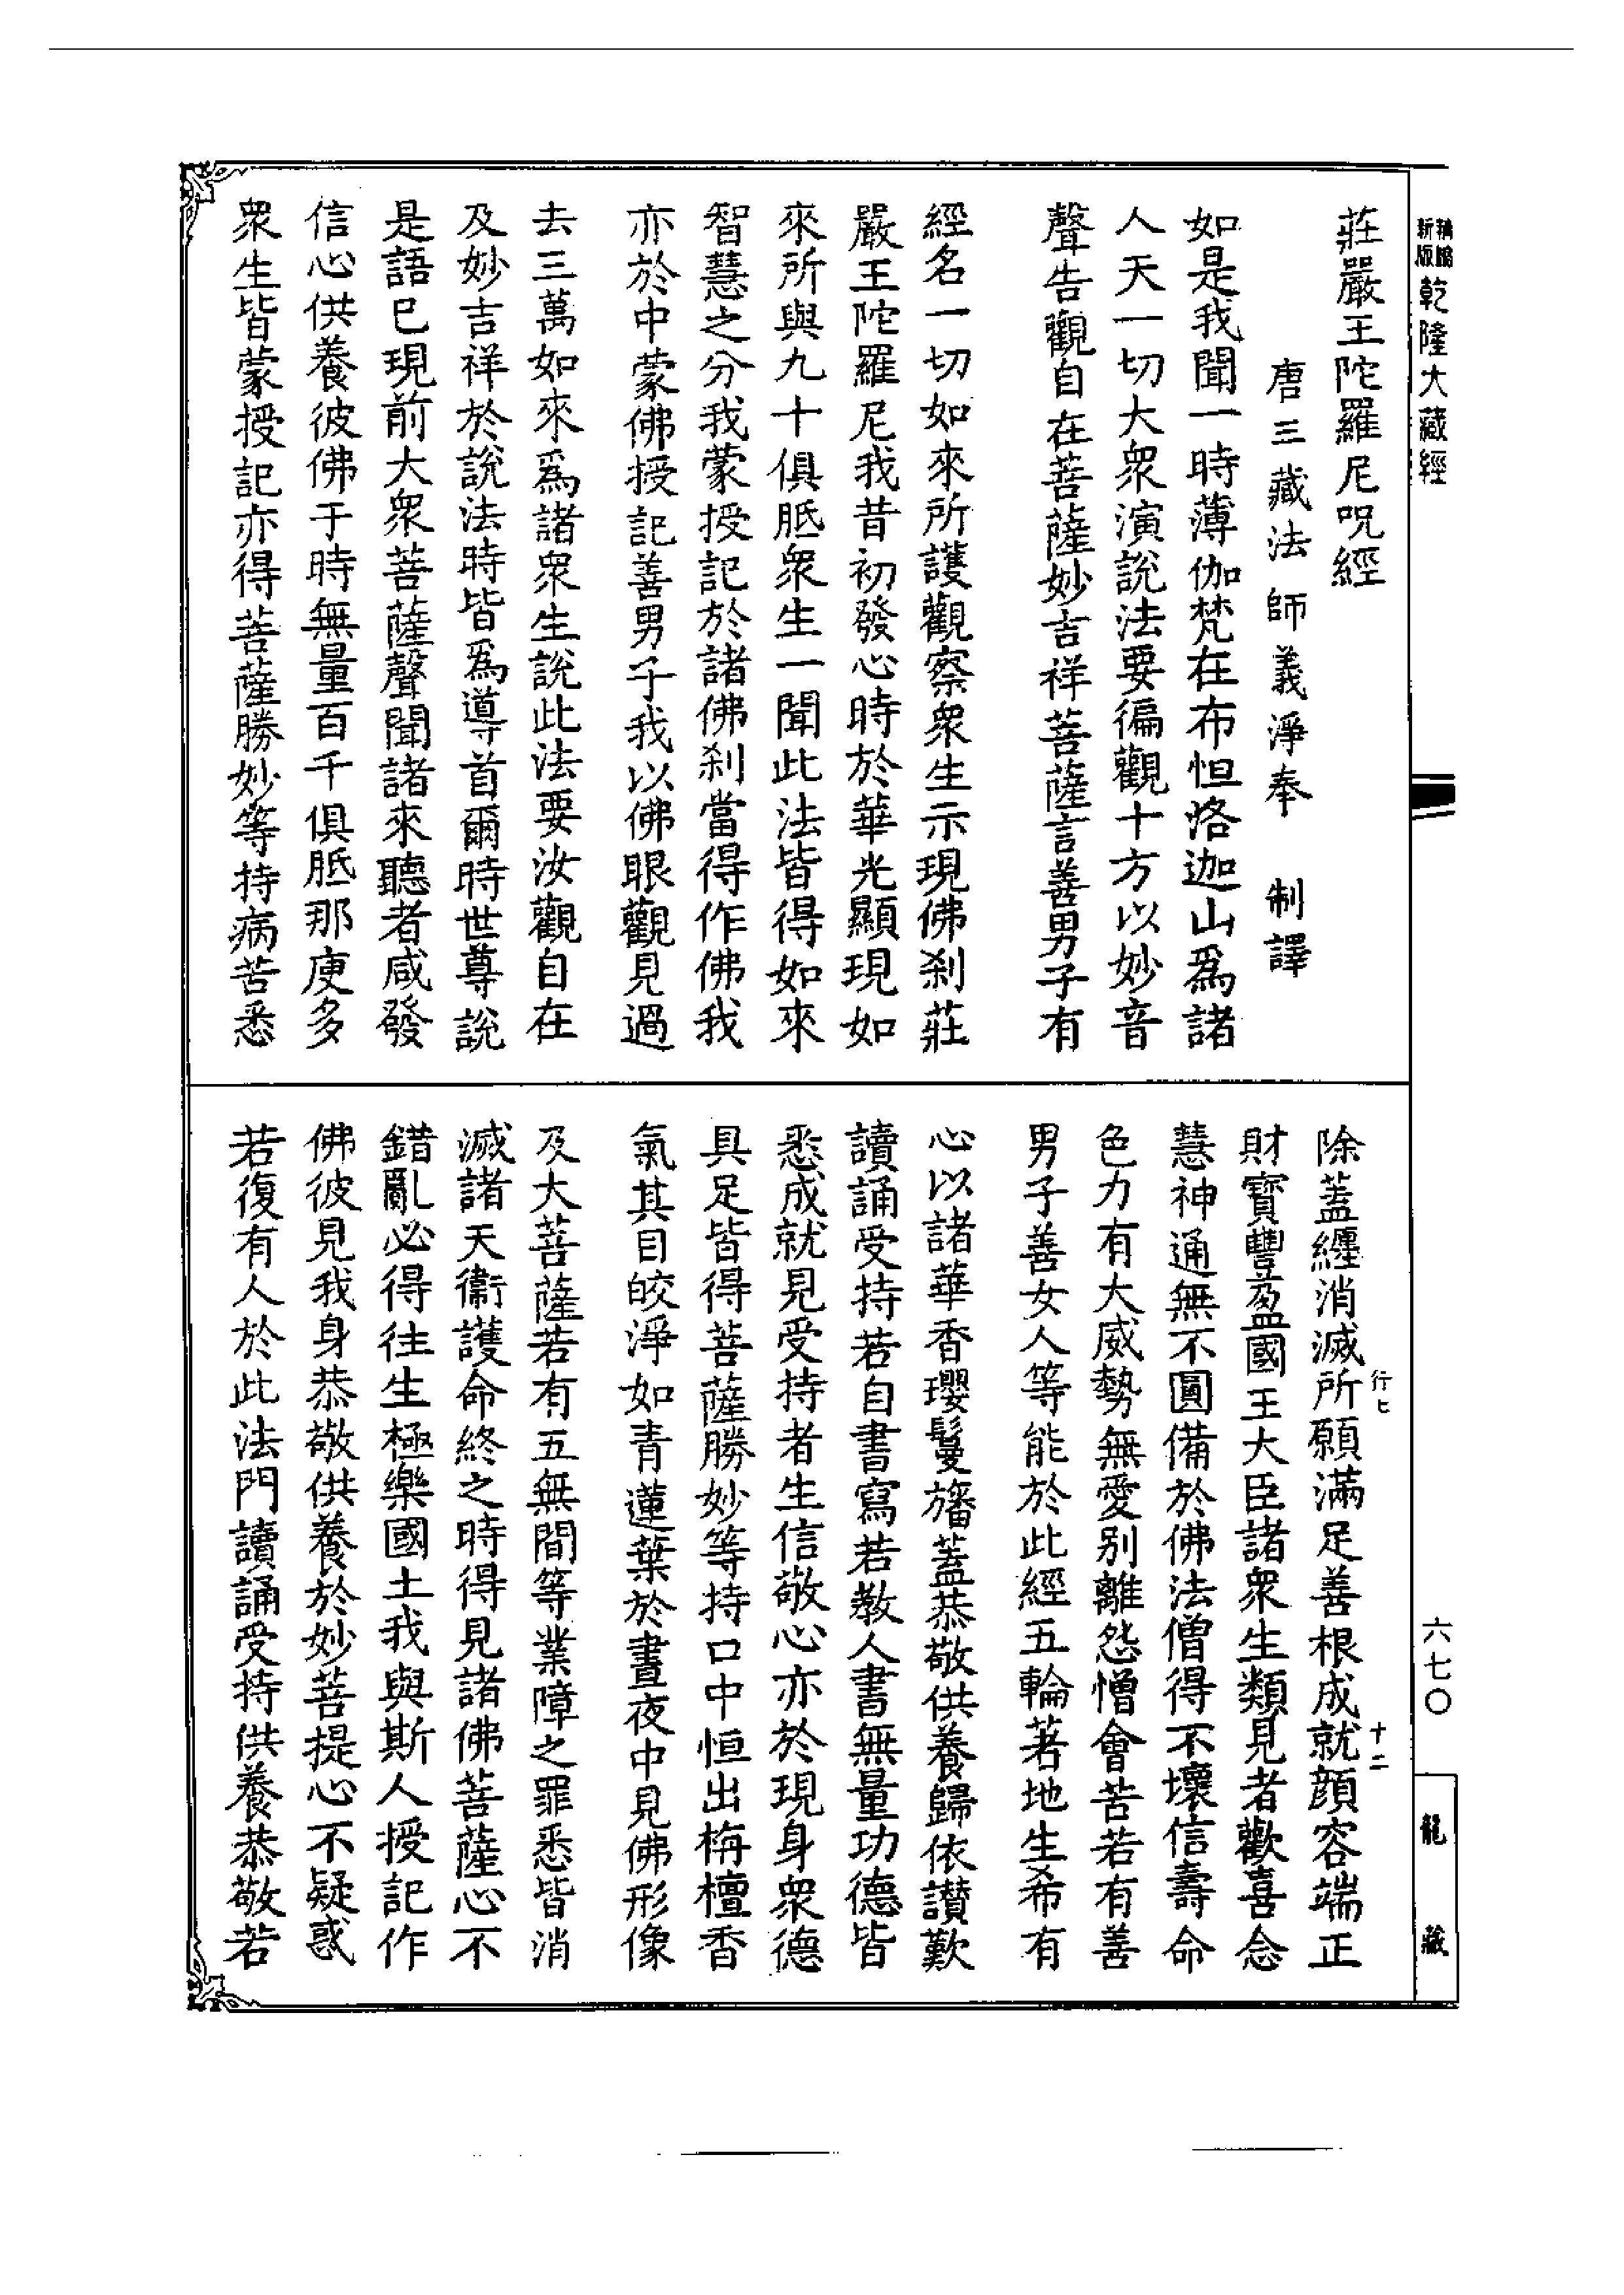 乾隆大藏經
莊嚴王陀羅尼呪經
唐三藏法師義淨奉　制譯
如是我聞一時薄伽梵在布怛洛迦山爲諸
人天一切大衆演說法要徧觀十方以妙音
聲告觀自在菩薩妙吉祥菩薩言善男子有
經名一切如來所護觀察衆生示現佛刹莊
嚴王陀羅尼我昔初發心時於華光顯現如
來所與九十俱胝衆生一聞此法皆得如來
智慧之分我蒙授記於諸佛刹當得作佛我
亦於中蒙佛授記善男子我以佛眼觀見過
去三萬如來爲諸衆生說此法要汝觀自在
及妙吉祥於說法時皆爲導首爾時世尊說
是語已現前大衆菩薩聲聞諸來聽者咸發
信心供養彼佛于時無量百千俱胝那庾多
衆生皆蒙授記亦得菩薩勝妙等持病苦悉
除蓋纏消滅所願滿足善根成就顔容端正
財寶豐盈國王大臣諸衆生類見者歡喜念
慧神通無不圓備於佛法僧得不壞信壽命
色力有大威勢無愛別離怨憎會苦若有善
男子善女人等能於此經五輪著地生希有
心以諸華香瓔鬘旛蓋恭敬供養歸依讃歎
讀誦受持若自書寫若教人書無量功德皆
悉成就見受持者生信敬心亦於現身衆德
具足皆得菩薩勝妙等持口中恒出栴檀香
氣其目皎淨如青蓮葉於晝夜中見佛形像
及大菩薩若有五無間等業障之罪悉皆消
滅諸天衞護命終之時得見諸佛菩薩心不
錯亂必得往生極樂國土我與斯人授記作
佛彼見我身恭敬供養於妙菩提心不疑惑
若復有人於此法門讀誦受持供養恭敬若
行七
十二
六七〇
龍藏